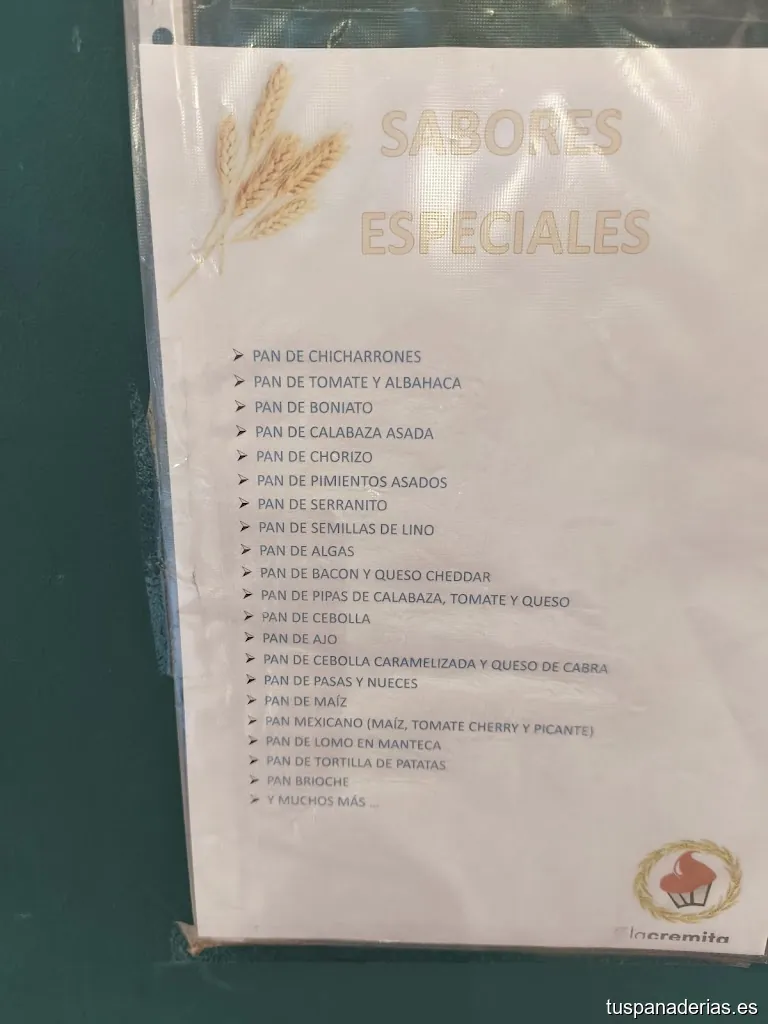 SABORES
ESPECIALES
PAN DE CHICHARRONES
PAN DE TOMATE Y ALBAHACA
PAN DE BONIATO
PAN DE CALABAZA ASADA
PAN DE CHORIZO
PAN DE PIMIENTOS ASADOS
PAN DE SERRANITO
PAN DE SEMILLAS DE LINO
PAN DE ALGAS
PAN DE BACON Y QUESO CHEDDAR
PAN DE PIPAS DE CALABAZA, TOMATE Y QUESO
PAN DE CEBOLLA
PAN DE AJO
PAN DE CEBOLLA CARAMELIZADA Y QUESO DE CABRA
PAN DE PASAS Y NUECES
PAN DE MAÍZ
PAN MEXICANO (MAÍZ, TOMATE CHERRY Y PICANTE)
PAN DE LOMO EN MANTECA
PAN DE TORTILLA DE PATATAS
PAN BRIOCHE
Y MUCHOS MÁS ...
lacremita
tuspanaderias.es